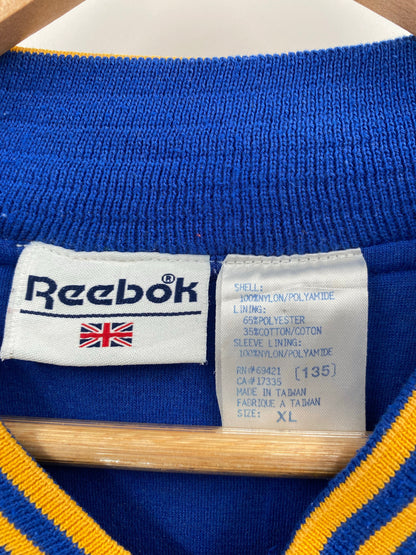 Reebok®
SHELL:
100%NYLON/POLYAMIDE
LINING:
65%POLYESTER
35%COTTON/COTON
SLEEVE LINING:
100%NYLON/POLYAMIDE
RN#69421 [135]
CA#17335
MADE IN TAIWAN
FABRIQUE A TAIWAN
SIZE: XL